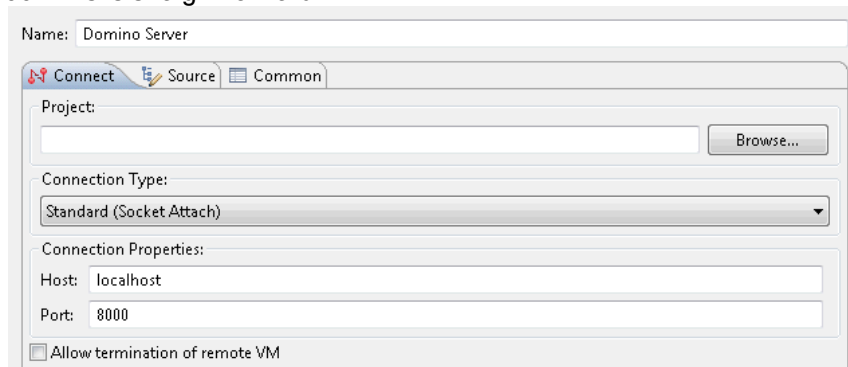 Name: Domino Server
Connect Source Common
Project:
Browse...
Connection Type:
Standard (Socket Attach)
Connection Properties:
Host: localhost
Port: 8000
Allow termination of remote VM